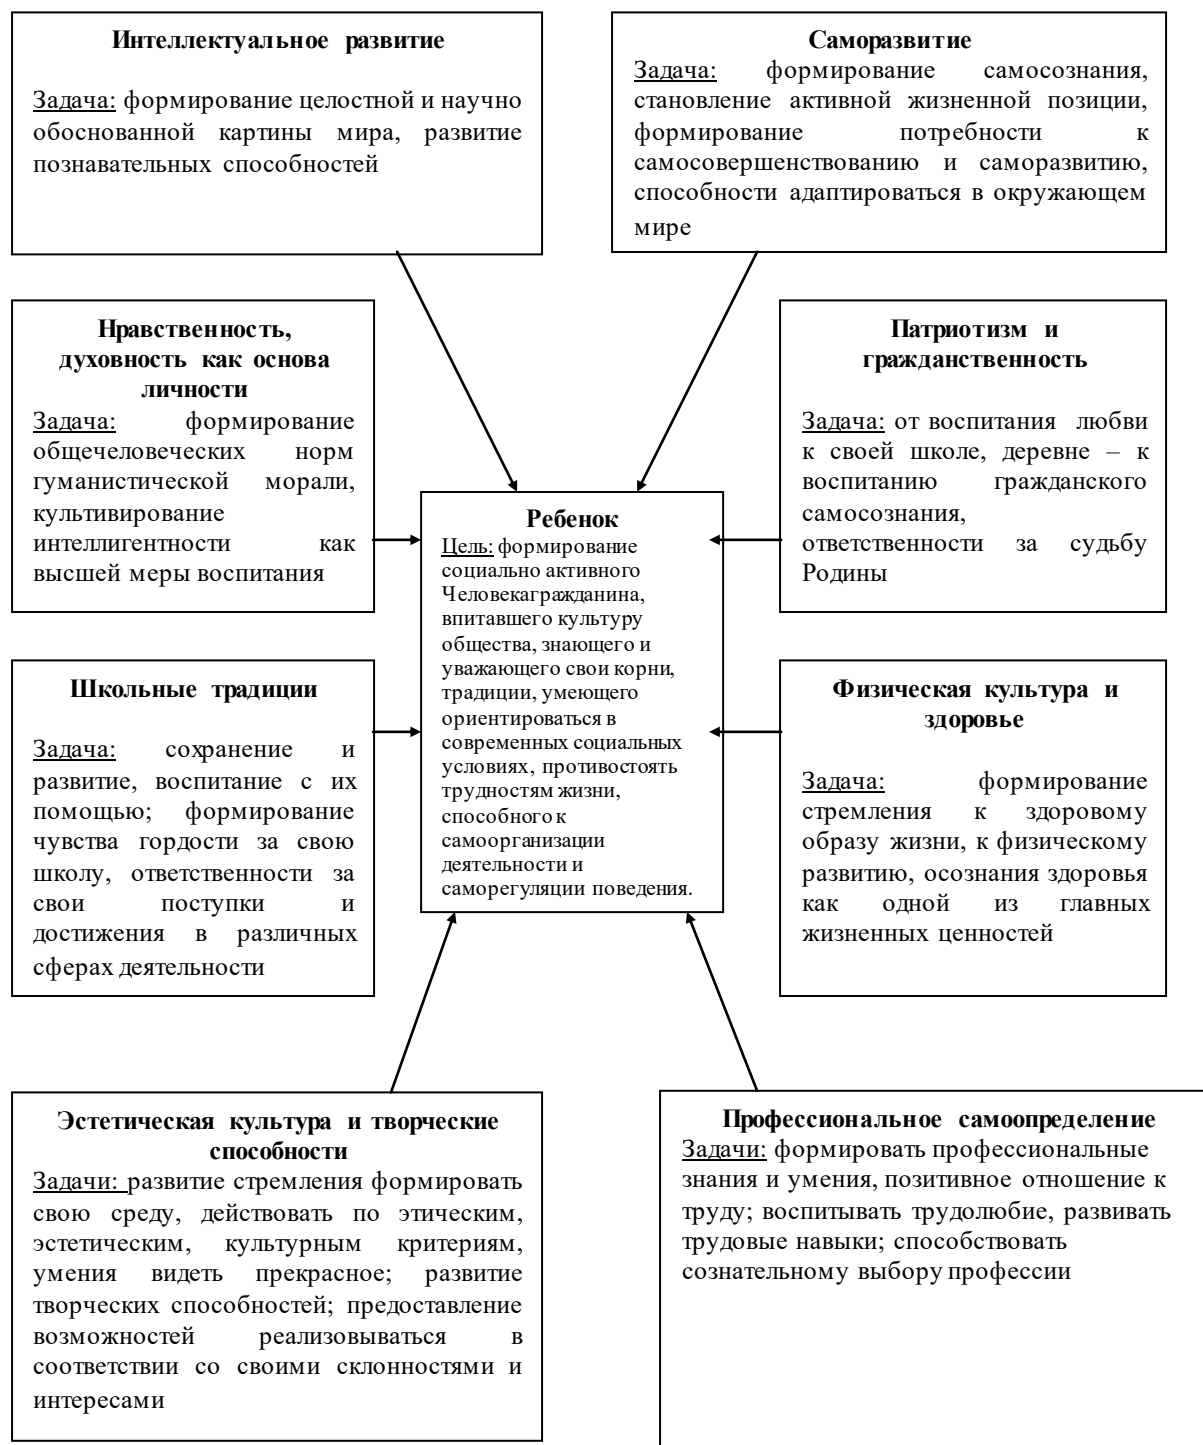 Интеллектуальное развитие
Задача: формирование целостной и научно
обоснованной картины мира, развитие
познавательных способностей
Саморазвитие
Задача: формирование самосознания,
становление активной жизненной позиции,
формирование потребности к
самосовершенствованию и саморазвитию,
способности адаптироваться в окружающем
мире
Нравственность,
духовность как основа
личности
Задача: формирование
общечеловеческих норм
гуманистической морали,
культивирование
интеллигентности как
высшей меры воспитания
Патриотизм и
гражданственность
Задача: от воспитания любви
к своей школе, деревне – к
воспитанию гражданского
самосознания,
ответственности за судьбу
Родины
Ребенок
Цель: формирование
социально активного
Человекагражданина,
впитавшего культуру
общества, знающего и
уважающего свои корни,
традиции, умеющего
ориентироваться в
современных социальных
условиях, противостоять
трудностям жизни,
способного к
самоорганизации
деятельности и
саморегуляции поведения.
Школьные традиции
Задача: сохранение и
развитие, воспитание с их
помощью; формирование
чувства гордости за свою
школу, ответственности за
свои поступки и
достижения в различных
сферах деятельности
Физическая культура и
здоровье
Задача: формирование
стремления к здоровому
образу жизни, к физическому
развитию, осознания здоровья
как одной из главных
жизненных ценностей
Эстетическая культура и творческие
способности
Задачи: развитие стремления формировать
свою среду, действовать по этическим,
эстетическим, культурным критериям,
умения видеть прекрасное; развитие
творческих способностей; предоставление
возможностей реализовываться в
соответствии со своими склонностями и
интересами
Профессиональное самоопределение
Задачи: формировать профессиональные
знания и умения, позитивное отношение к
труду; воспитывать трудолюбие, развивать
трудовые навыки; способствовать
сознательному выбору профессии